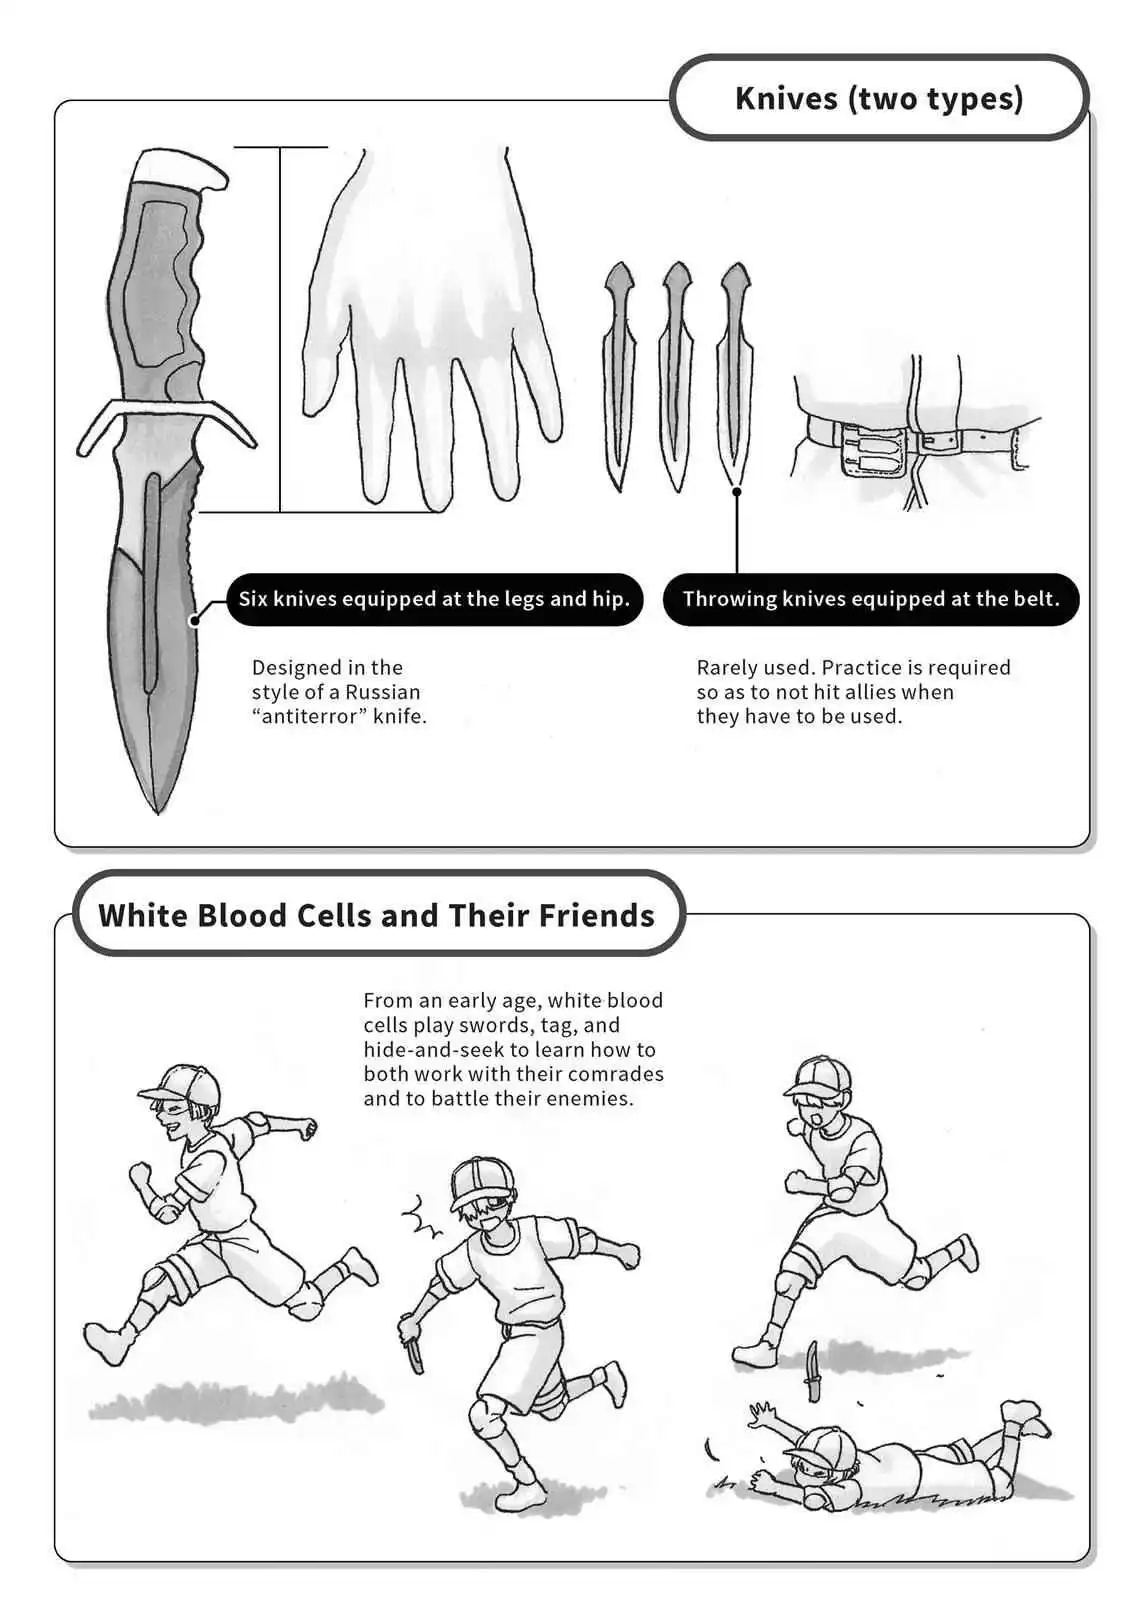 Knives (two types)
Six knives equipped at the legs and hip.
Designed in the
style of a Russian
“antiterror” knife.
Throwing knives equipped at the belt.
Rarely used. Practice is required
so as to not hit allies when
they have to be used.
White Blood Cells and Their Friends
From an early age, white blood
cells play swords, tag, and
hide-and-seek to learn how to
both work with their comrades
and to battle their enemies.